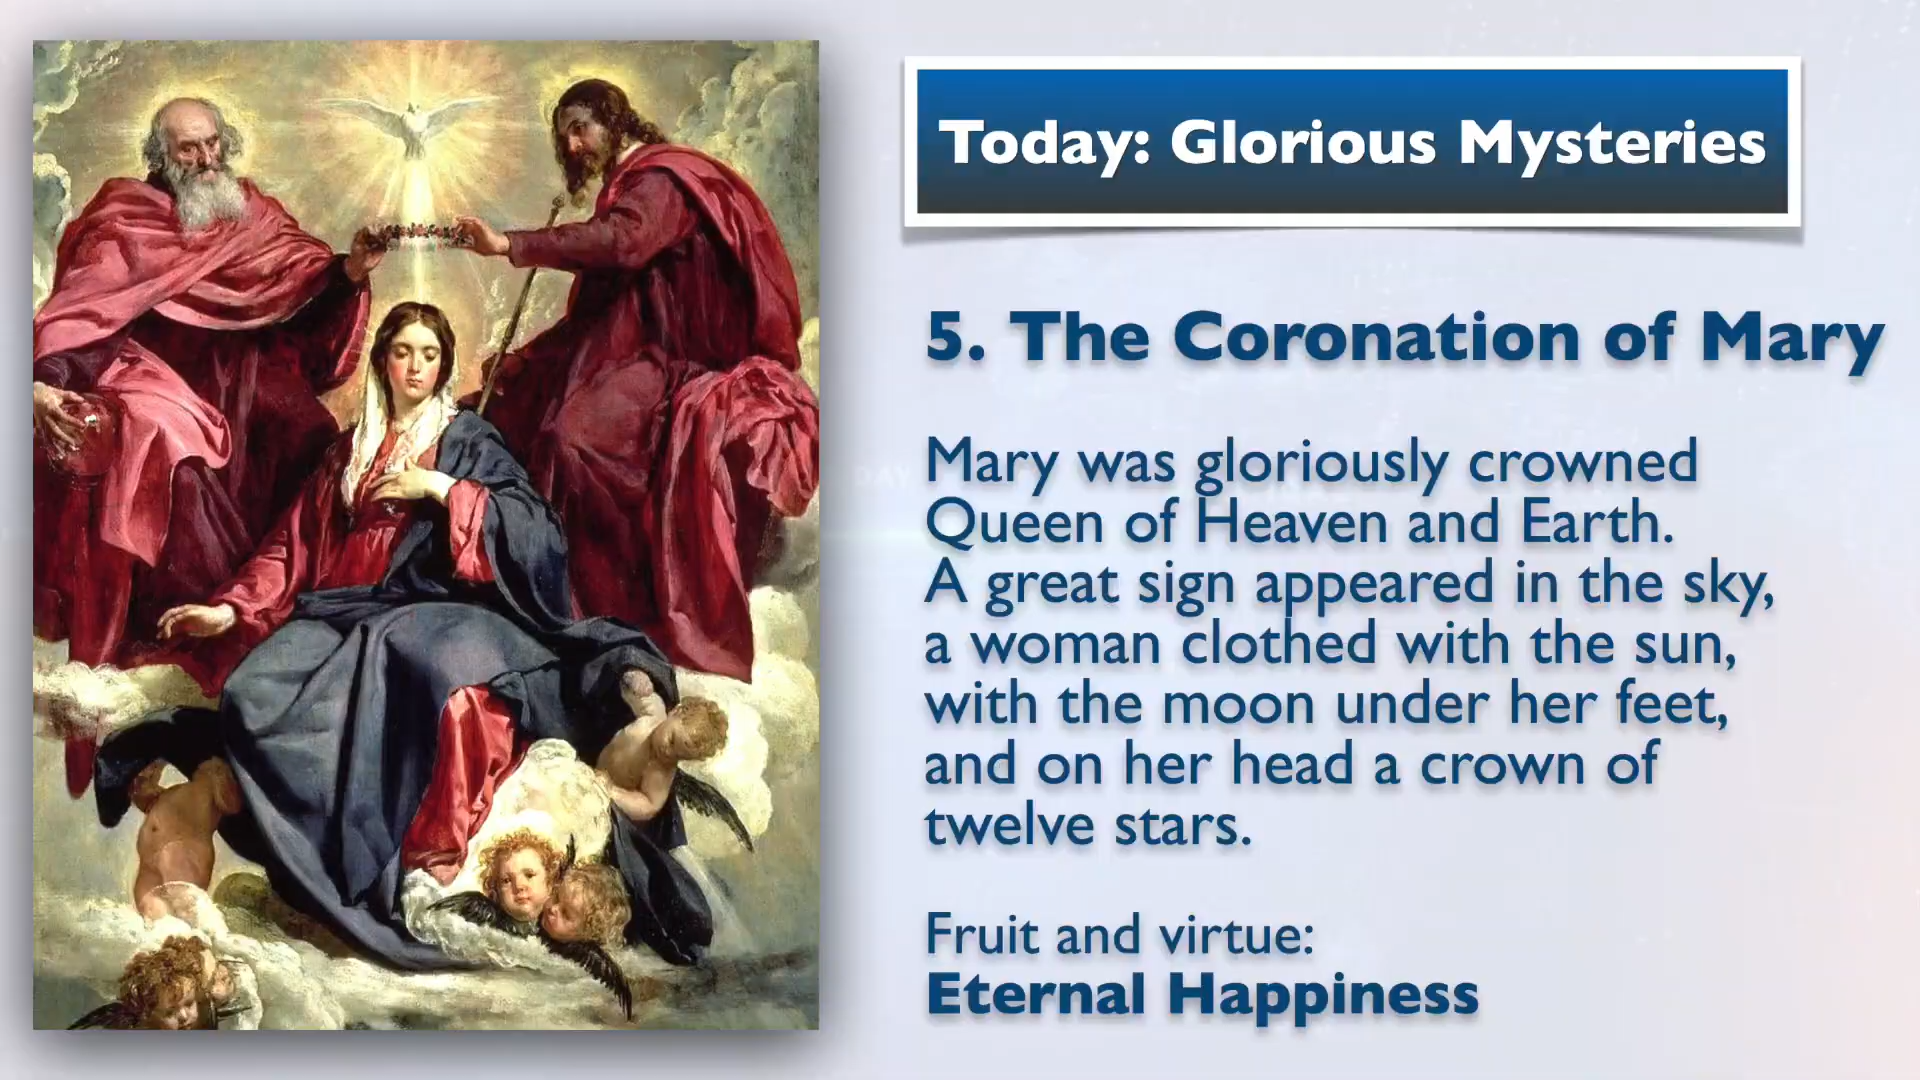 Today: Glorious Mysteries
5. The Coronation of Mary
Mary was gloriously crowned
Queen of Heaven and Earth.
A great sign appeared in the sky,
a woman clothed with the sun,
with the moon under her feet,
and on her head a crown of
twelve stars.
Fruit and virtue:
Eternal Happiness